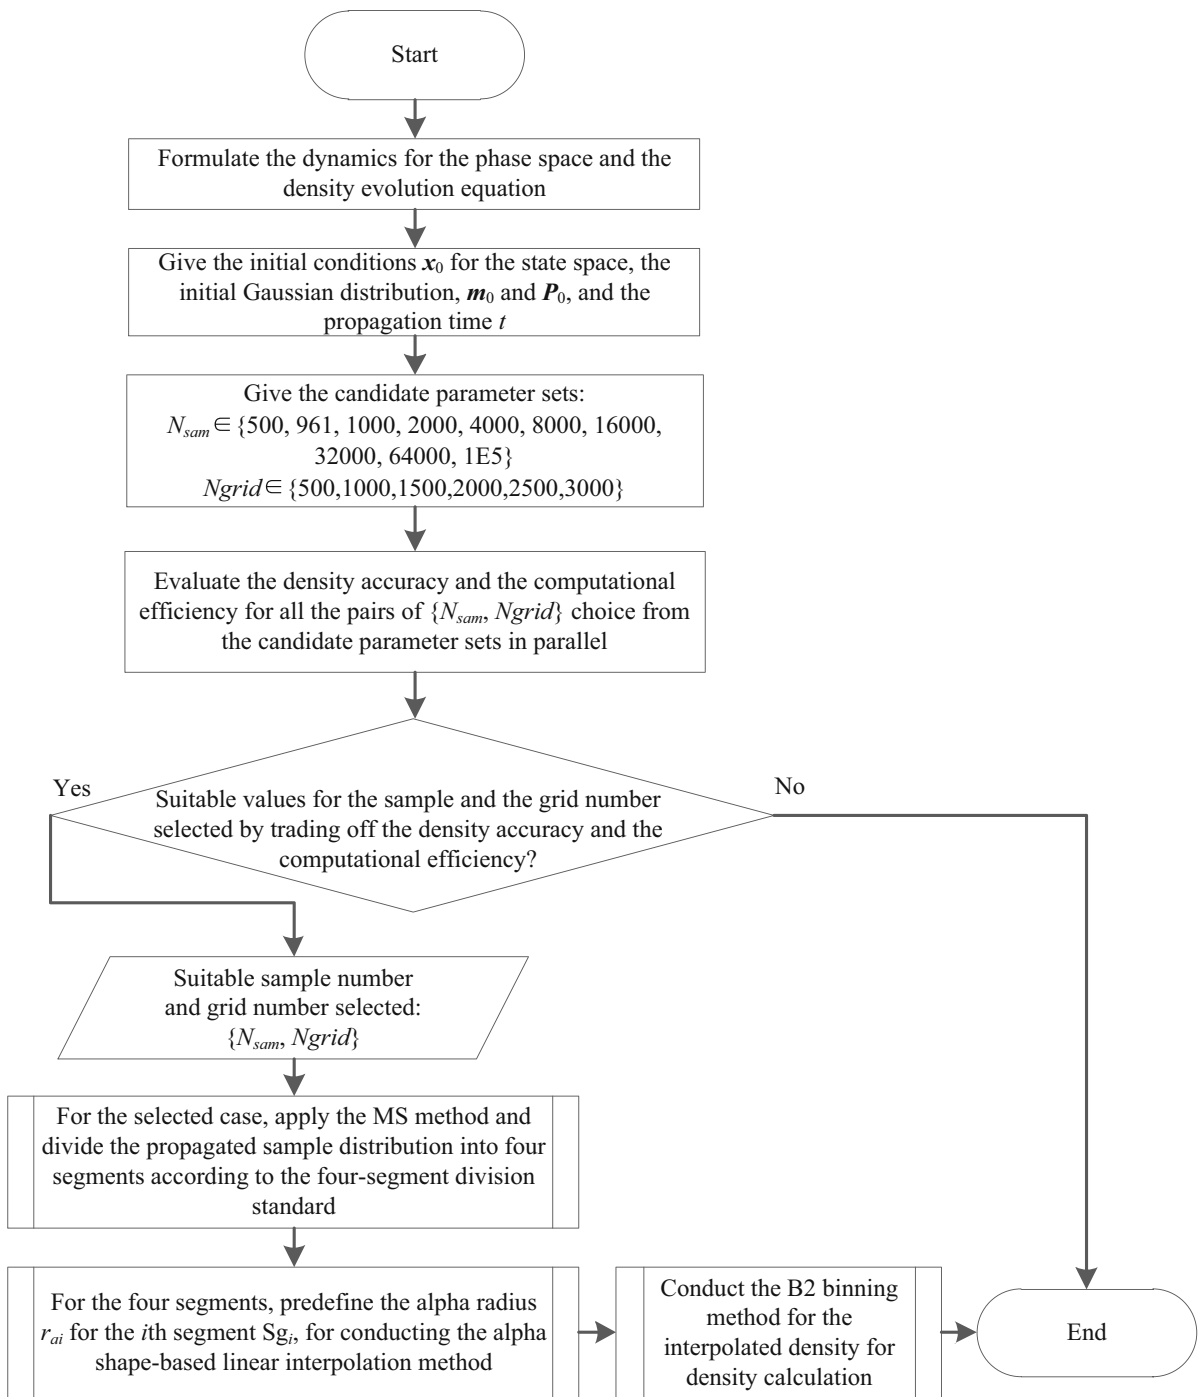 Start
Formulate the dynamics for the phase space and the
density evolution equation
Give the initial conditions x0 for the state space, the
initial Gaussian distribution, m0 and P0, and the
propagation time t
Give the candidate parameter sets:
Nsam ∈ {500, 961, 1000, 2000, 4000, 8000, 16000,
32000, 64000, 1E5}
Ngrid ∈ {500,1000,1500,2000,2500,3000}
Evaluate the density accuracy and the computational
efficiency for all the pairs of {Nsam, Ngrid} choice from
the candidate parameter sets in parallel
Yes
No
Suitable values for the sample and the grid number
selected by trading off the density accuracy and the
computational efficiency?
Suitable sample number
and grid number selected:
{Nsam, Ngrid}
For the selected case, apply the MS method and
divide the propagated sample distribution into four
segments according to the four-segment division
standard
For the four segments, predefine the alpha radius
rai for the ith segment Sgi, for conducting the alpha
shape-based linear interpolation method
Conduct the B2 binning
method for the
interpolated density for
density calculation
End